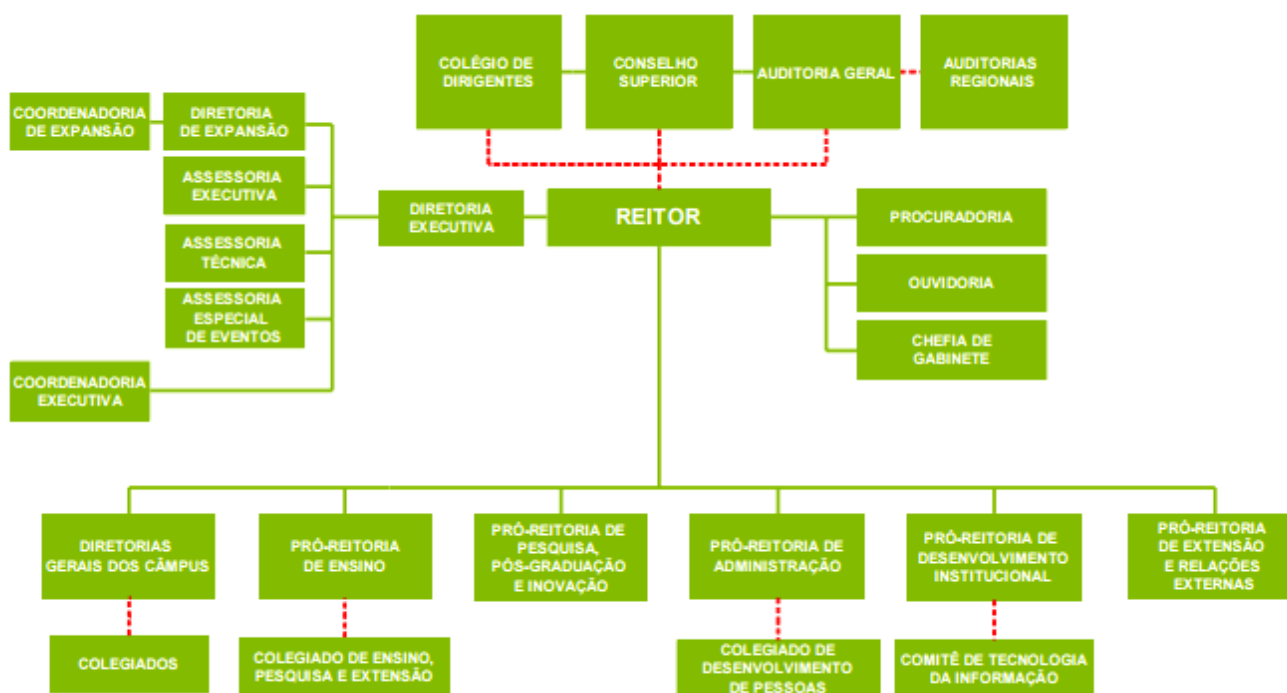 COLÉGIO DE
DIRIGENTES
CONSELHO
SUPERIOR
AUDITORIA GERAL
AUDITORIAS
REGIONAIS
COORDENADORIA
DE EXPANSÃO
DIRETORIA
DE EXPANSÃO
ASSESSORIA
EXECUTIVA
ASSESSORIA
TÉCNICA
ASSESSORIA
ESPECIAL
DE EVENTOS
COORDENADORIA
EXECUTIVA
DIRETORIA
EXECUTIVA
REITOR
PROCURADORIA
OUVIDORIA
CHEFIA DE
GABINETE
DIRETORIAS
GERAIS DOS CÂMPUS
PRÓ-REITORIA
DE ENSINO
PRÓ-REITORIA DE
PESQUISA,
PÓS-GRADUAÇÃO
E INOVAÇÃO
PRÓ-REITORIA DE
ADMINISTRAÇÃO
PRÓ-REITORIA DE
DESENVOLVIMENTO
INSTITUCIONAL
PRÓ-REITORIA
DE EXTENSÃO
E RELAÇÕES
EXTERNAS
COLEGIADOS
COLEGIADO DE ENSINO,
PESQUISA E EXTENSÃO
COLEGIADO DE
DESENVOLVIMENTO
DE PESSOAS
COMITÊ DE TECNOLOGIA
DA INFORMAÇÃO